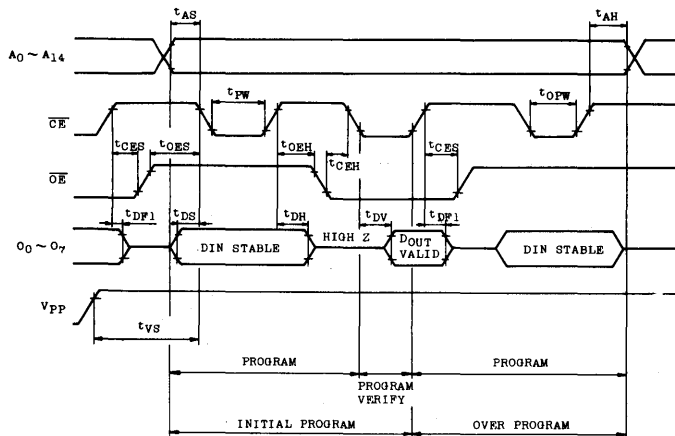 tAS
tAH
A0 ~ A14
tPW
tOPW
CE
tCES
tOES
tOEH
tCEH
tCES
OE
tDF1
tDS
tDH
HIGH Z
tDV
tDF1
O0 ~ O7
DIN STABLE
DOUT VALID
DIN STABLE
VPP
tVS
PROGRAM
PROGRAM VERIFY
PROGRAM
INITIAL PROGRAM
OVER PROGRAM